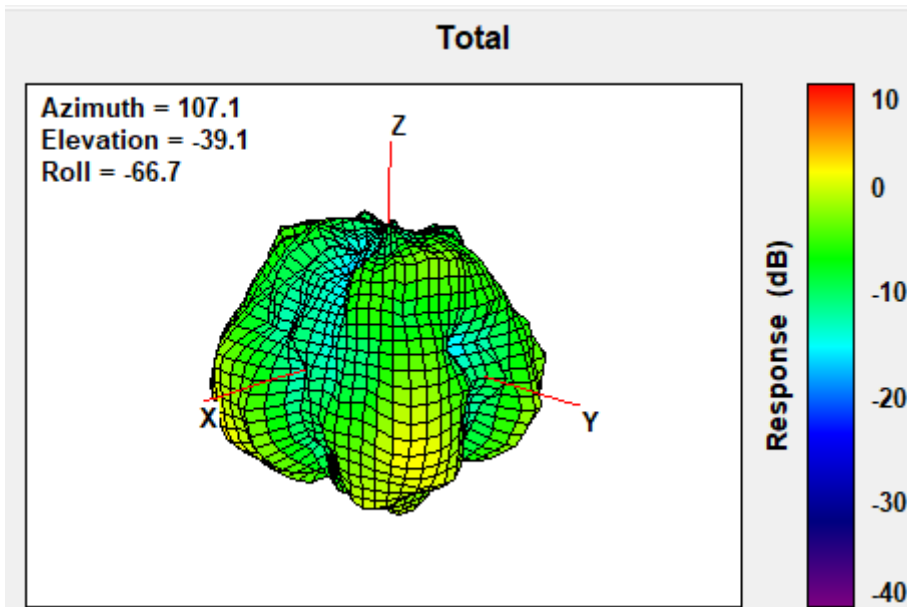 Total
Azimuth = 107.1
Elevation = -39.1
Roll = -66.7
Z
X
Y
Response (dB)
10
0
-10
-20
-30
-40